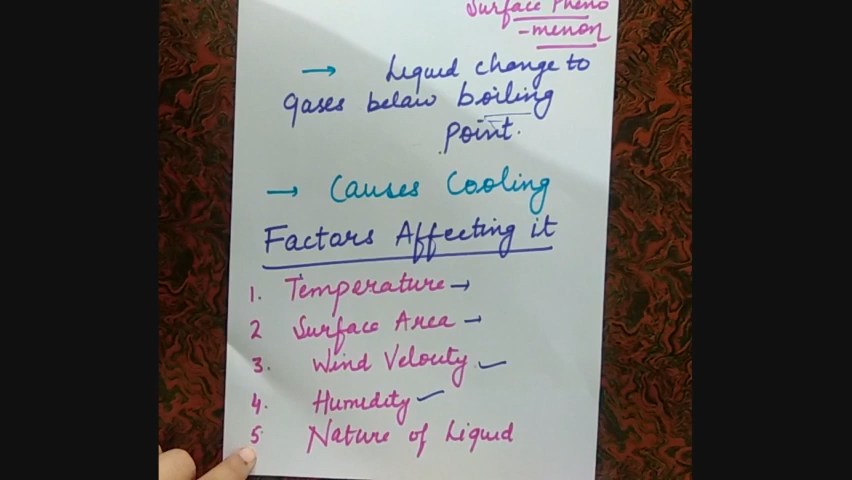 Surface Pheno
-menon
→ Liquid change to
gases below boiling
point.
→ Causes Cooling
Factors Affecting it
1. Temperature →
2 Surface Area →
3. Wind Velouty ✓
4. Humidity ✓
5. Nature of Liquid